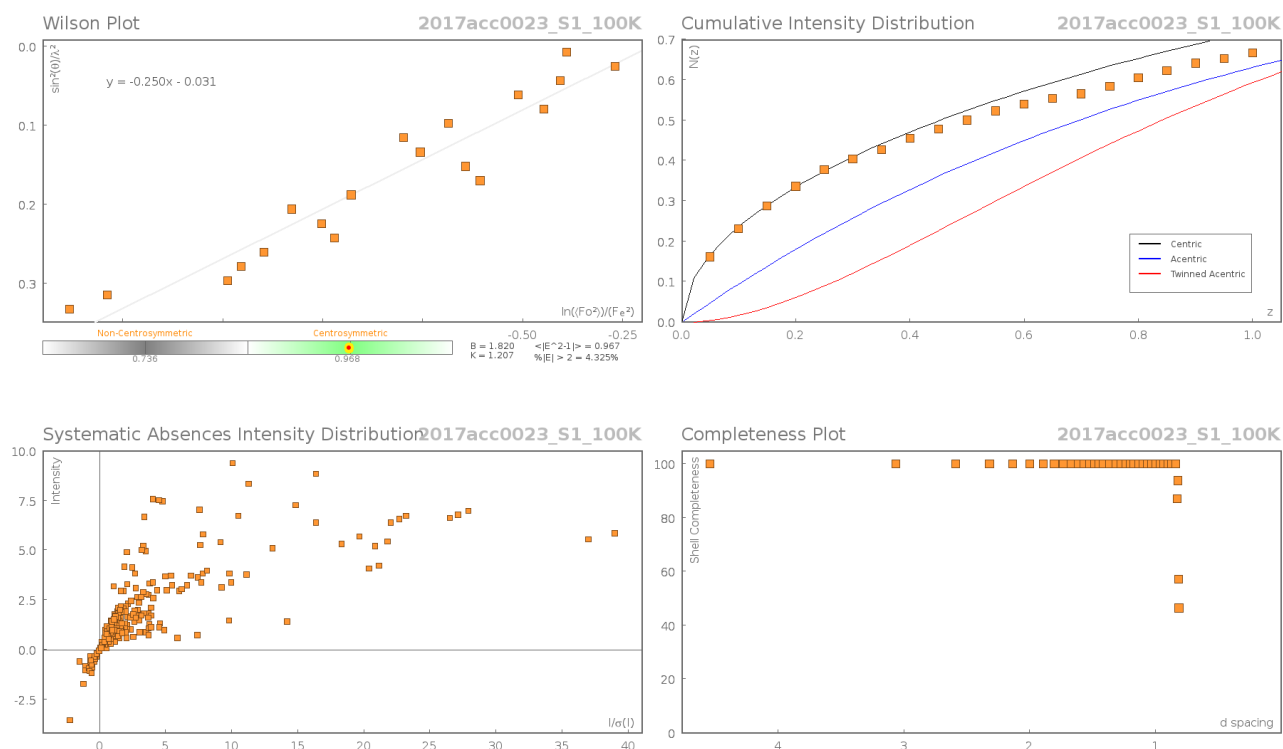 Wilson Plot 2017acc0023_S1_100K
sin²(θ)/λ²
y = -0.250x - 0.031
0.0
0.1
0.2
0.3
ln(⟨Fo²⟩)/(Fe²)
-0.50 -0.25
Non-Centrosymmetric Centrosymmetric
0.736 0.968
B = 1.820 <|E^2-1|> = 0.967
K = 1.207 %|E| > 2 = 4.325%
Cumulative Intensity Distribution 2017acc0023_S1_100K
N(z)
0.7
0.6
0.5
0.4
0.3
0.2
0.1
0.0
Centric
Acentric
Twinned Acentric
z
0.0 0.2 0.4 0.6 0.8 1.0
Systematic Absences Intensity Distribution 2017acc0023_S1_100K
Intensity
10.0
7.5
5.0
2.5
0.0
-2.5
I/σ(I)
0 5 10 15 20 25 30 35 40
Completeness Plot 2017acc0023_S1_100K
Shell Completeness
100
80
60
40
20
0
d spacing
4 3 2 1